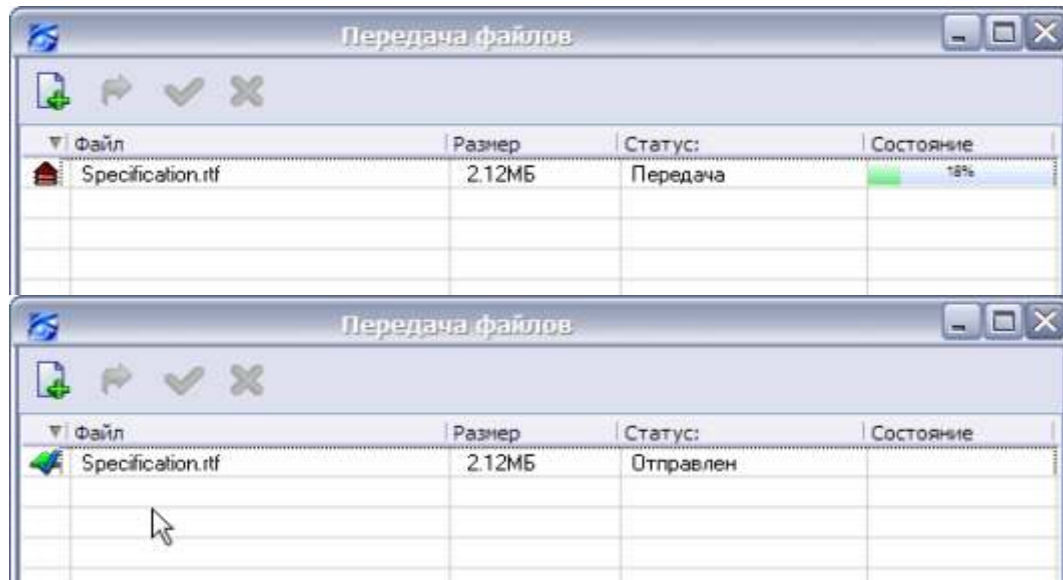 Передача файлов
Файл Размер Статус: Состояние
Specification.rtf 2.12МБ Передача 18%
Передача файлов
Файл Размер Статус: Состояние
Specification.rtf 2.12МБ Отправлен